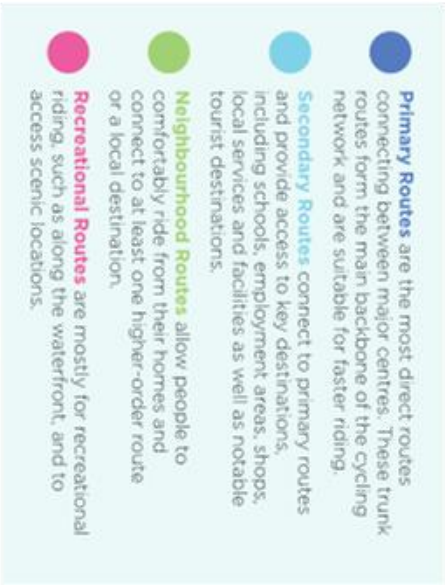 Primary Routes are the most direct routes
connecting between major centres. These trunk
routes form the main backbone of the cycling
network and are suitable for faster riding.
Secondary Routes connect to primary routes
and provide access to key destinations,
including schools, employment areas, shops,
local services and facilities as well as notable
tourist destinations.
Neighbourhood Routes allow people to
comfortably ride from their homes and
connect to at least one higher-order route
or a local destination.
Recreational Routes are mostly for recreational
riding, such as along the waterfront, and to
access scenic locations.